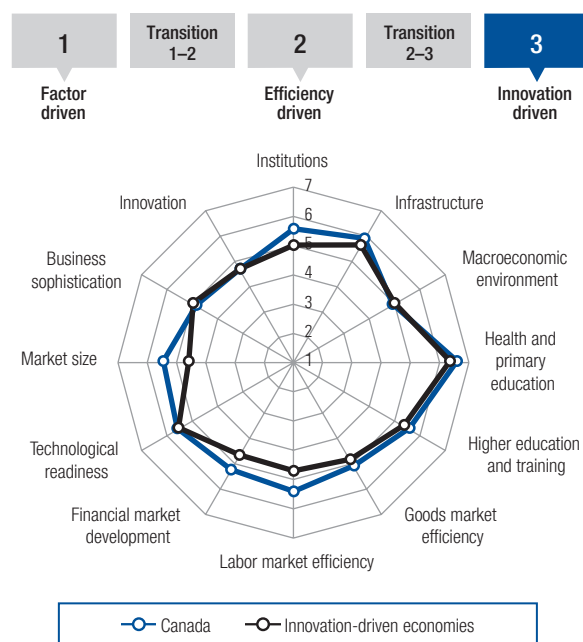 1
Transition
1–2
2
Transition
2–3
3
Factor
driven
Efficiency
driven
Innovation
driven
Institutions
7
6
5
4
3
2
1
Infrastructure
Macroeconomic
environment
Health and
primary
education
Higher education
and training
Goods market
efficiency
Labor market efficiency
Financial market
development
Technological
readiness
Market size
Business
sophistication
Innovation
Canada
Innovation-driven economies